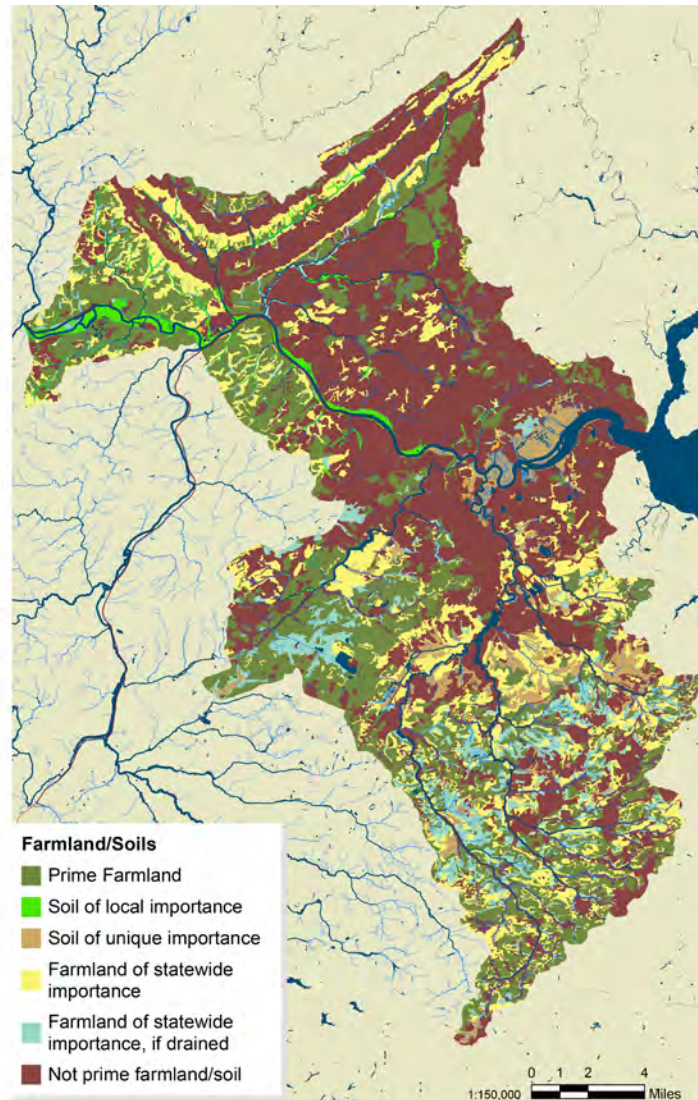 Farmland/Soils
Prime Farmland
Soil of local importance
Soil of unique importance
Farmland of statewide
importance
Farmland of statewide
importance, if drained
Not prime farmland/soil
0 1 2 4
1:150,000 Miles